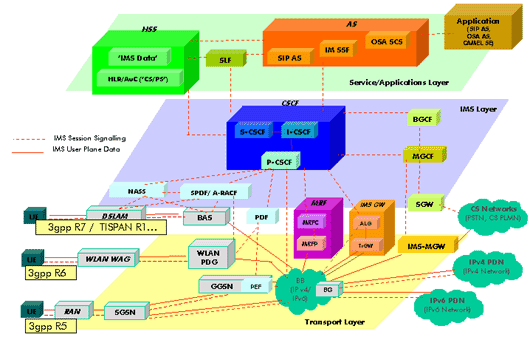 HSS
AS
Application
(SIP AS,
OSA AS,
CAMEL SE)
'IMS Data'
SLF
SIP AS
IM SSF
OSA SCS
HLR/AuC ('CS/PS')
Service/Applications Layer
CSCF
IMS Layer
S-CSCF
I-CSCF
BGCF
IMS Session Signalling
IMS User Plane Data
P-CSCF
MGCF
NASS
SPDF/ A-RACF
MRF
IMS GW
SGW
CS Networks
(PSTN, CS PLMN)
UE
DSLAM
BAS
PDF
MRFC
ALG
3gpp R7 / TISPAN R1...
MRFP
TrGW
IMS-MGW
UE
WLAN WAG
WLAN
PDG
IPv4 PDN
(IPv4 Network)
3gpp R6
GGSN
PEF
BB
(IPv4/
IPv6)
BG
UE
RAN
SGSN
IPv6 PDN
(IPv6 Network)
3gpp R5
Transport Layer